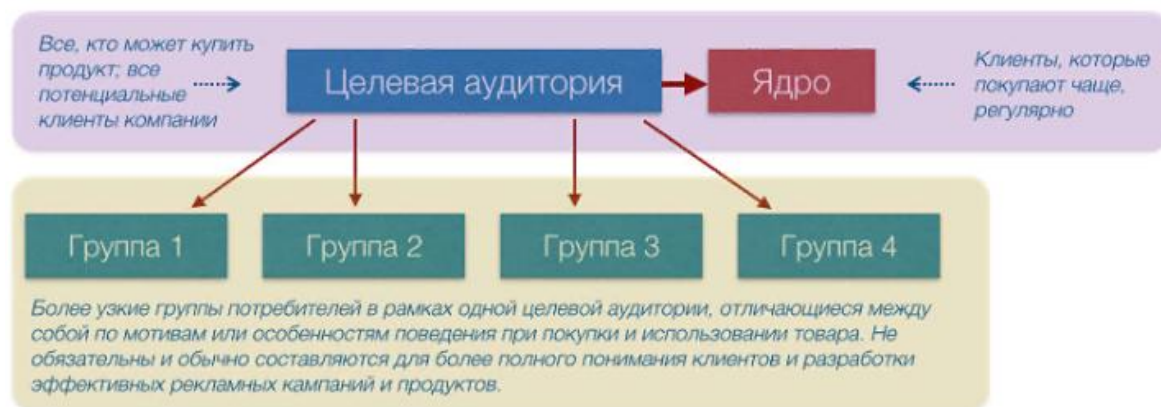 Все, кто может купить
продукт; все
потенциальные
клиенты компании
Целевая аудитория
Ядро
Клиенты, которые
покупают чаще,
регулярно
Группа 1
Группа 2
Группа 3
Группа 4
Более узкие группы потребителей в рамках одной целевой аудитории, отличающиеся между
собой по мотивам или особенностям поведения при покупки и использовании товара. Не
обязательны и обычно составляются для более полного понимания клиентов и разработки
эффективных рекламных кампаний и продуктов.